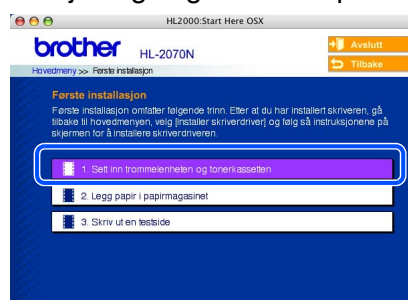 HL2000:Start Here OSX
brother HL-2070N
Avslutt
Tilbake
Hovedmeny >> Første installasjon
Første installasjon
Første installasjon omfatter følgende trinn. Etter at du har installert skriveren, gå
tilbake til hovedmenyen, velg [Installer skriverdriver] og følg så instruksjonene på
skjermen for å installere skriverdriveren.
1. Sett inn trommelenheten og tonerkassetten
2. Legg papir i papirmagasinet
3. Skriv ut en testside